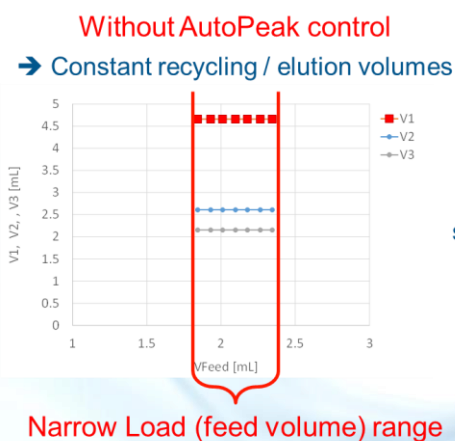 Without AutoPeak control
➔ Constant recycling / elution volumes
5
4.5
4
3.5
3
2.5
2
1.5
1
0.5
0
V1, V2, , V3 [mL]
V1
V2
V3
s
1
1.5
2
2.5
3
VFeed [mL]
Narrow Load (feed volume) range